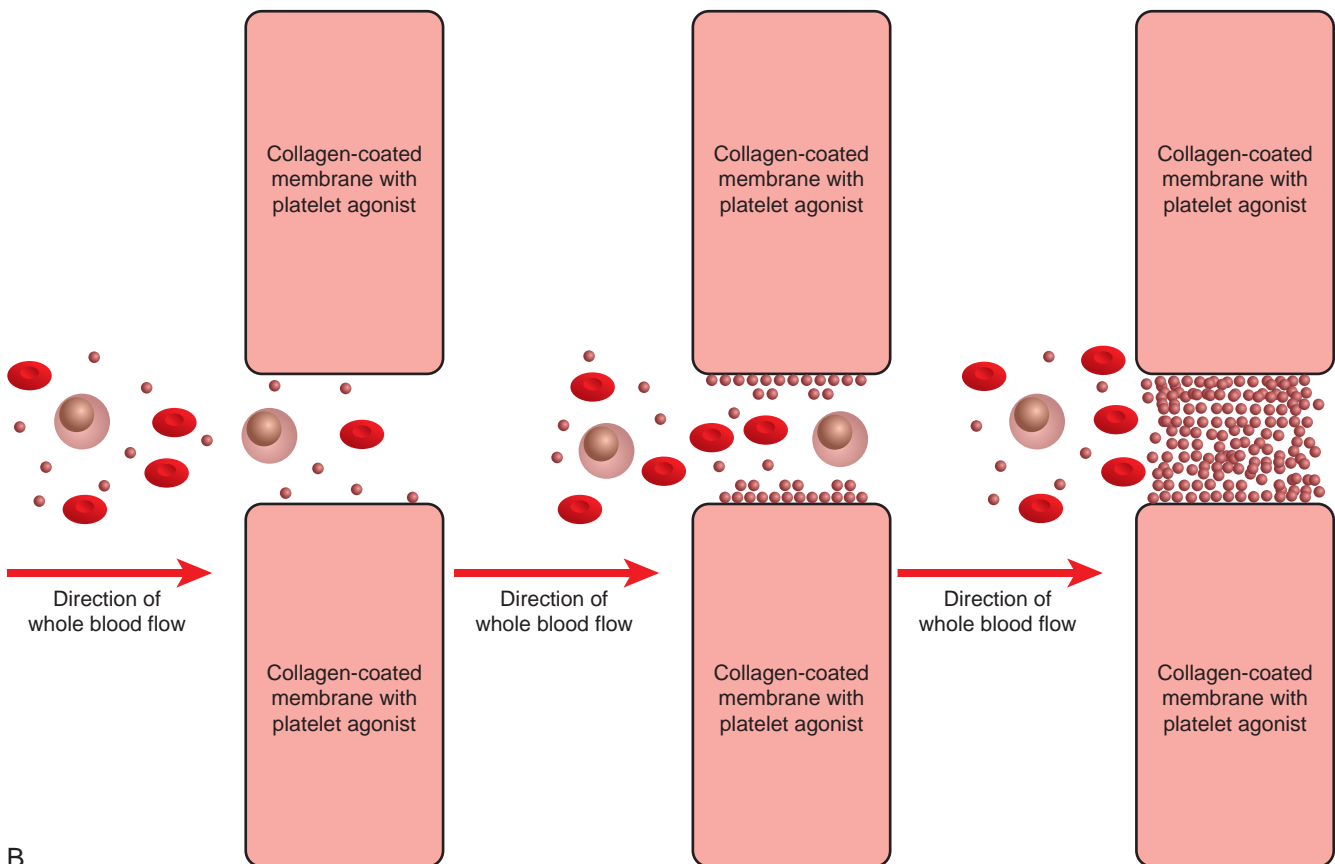 Collagen-coated
membrane with
platelet agonist
Collagen-coated
membrane with
platelet agonist
Collagen-coated
membrane with
platelet agonist
Direction of
whole blood flow
Direction of
whole blood flow
Direction of
whole blood flow
Collagen-coated
membrane with
platelet agonist
Collagen-coated
membrane with
platelet agonist
Collagen-coated
membrane with
platelet agonist
B